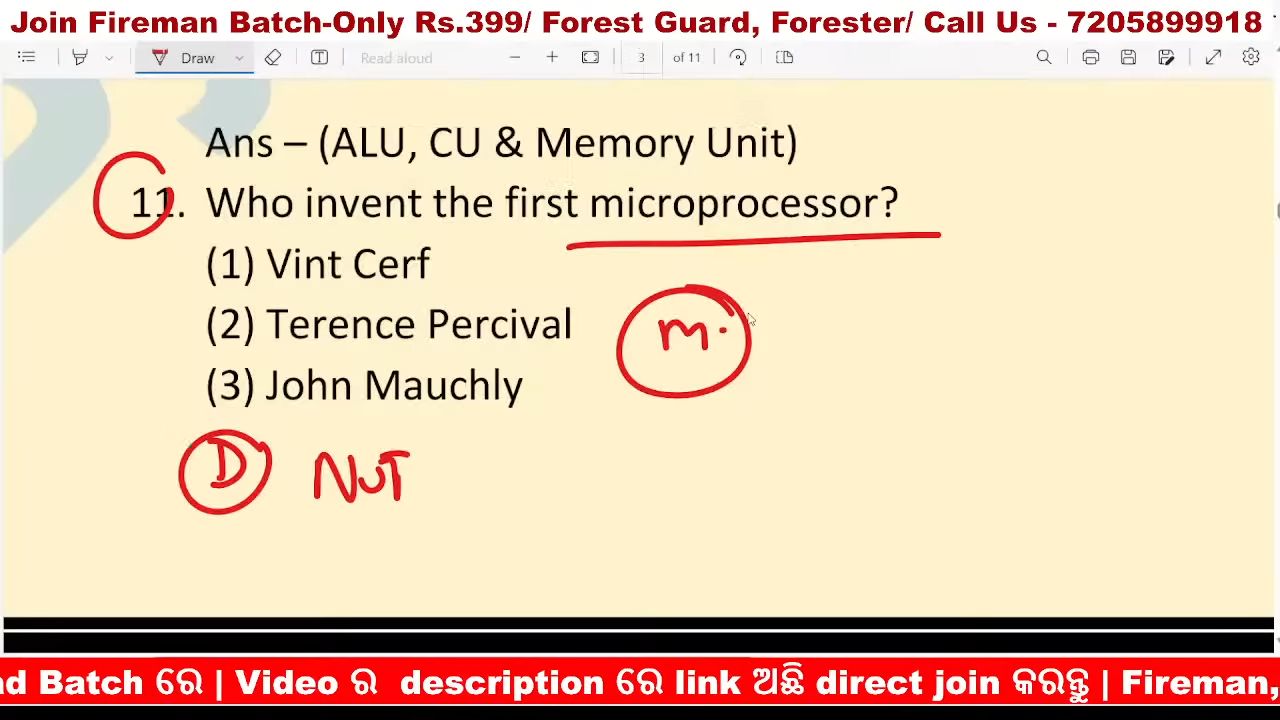 Join Fireman Batch-Only Rs.399/ Forest Guard, Forester/ Call Us - 7205899918
Draw
Read aloud
3 of 11
Ans – (ALU, CU & Memory Unit)
11. Who invent the first microprocessor?
(1) Vint Cerf
(2) Terence Percival
m.
(3) John Mauchly
D NOT
nd Batch ରେ | Video ର description ରେ link ଅଛି direct join କରନ୍ତୁ | Fireman,